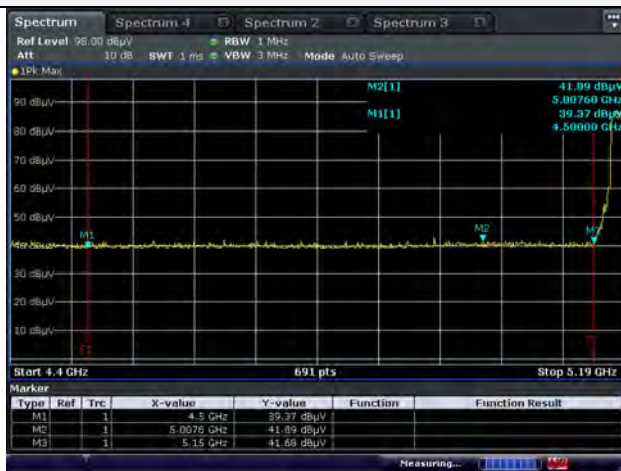 Spectrum Spectrum 4 Spectrum 2 Spectrum 3
Ref Level 98.00 dBµV RBW 1 MHz
Att 10 dB SWT 1 ms VBW 3 MHz Mode Auto Sweep
1Pk Max
M2[1] 41.89 dBµV
5.00760 GHz
M1[1] 39.37 dBµV
4.50000 GHz
90 dBµV
80 dBµV
70 dBµV
60 dBµV
50 dBµV
M1 M2
30 dBµV
20 dBµV
10 dBµV
F1
Start 4.4 GHz 691 pts Stop 5.19 GHz
Marker
Type Ref Trc X-value Y-value Function Function Result
M1 1 4.5 GHz 39.37 dBµV
M2 1 5.0076 GHz 41.89 dBµV
M3 1 5.15 GHz 41.68 dBµV
Measuring...